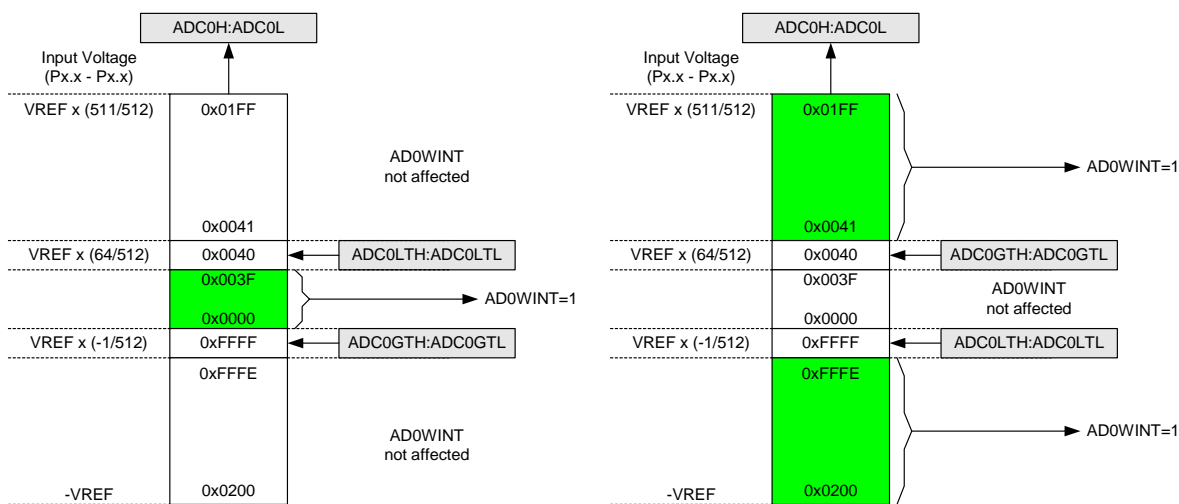 ADC0H:ADC0L
Input Voltage
(Px.x - Px.x)
VREF x (511/512)
0x01FF
AD0WINT
not affected
0x0041
VREF x (64/512)
0x0040
ADC0LTH:ADC0LTL
0x003F
AD0WINT=1
0x0000
VREF x (-1/512)
0xFFFF
ADC0GTH:ADC0GTL
0xFFFE
AD0WINT
not affected
-VREF
0x0200
ADC0H:ADC0L
Input Voltage
(Px.x - Px.x)
VREF x (511/512)
0x01FF
AD0WINT=1
0x0041
VREF x (64/512)
0x0040
ADC0GTH:ADC0GTL
0x003F
AD0WINT
not affected
0x0000
VREF x (-1/512)
0xFFFF
ADC0LTH:ADC0LTL
0xFFFE
AD0WINT=1
-VREF
0x0200